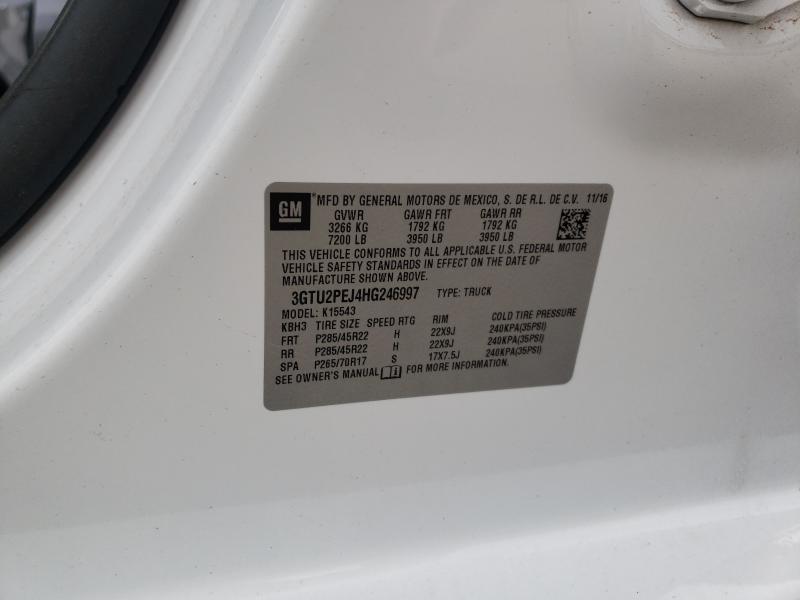 GM MFD BY GENERAL MOTORS DE MEXICO, S. DE R.L. DE C.V. 11/16
GVWR GAWR FRT GAWR RR
3266 KG 1792 KG 1792 KG
7200 LB 3950 LB 3950 LB
THIS VEHICLE CONFORMS TO ALL APPLICABLE U.S. FEDERAL MOTOR
VEHICLE SAFETY STANDARDS IN EFFECT ON THE DATE OF
MANUFACTURE SHOWN ABOVE.
3GTU2PEJ4HG246997 TYPE: TRUCK
MODEL: K15543
KBH3 TIRE SIZE SPEED RTG RIM COLD TIRE PRESSURE
FRT P285/45R22 H 22X9J 240KPA(35PSI)
RR P285/45R22 H 22X9J 240KPA(35PSI)
SPA P265/70R17 S 17X7.5J 240KPA(35PSI)
SEE OWNER'S MANUAL FOR MORE INFORMATION.